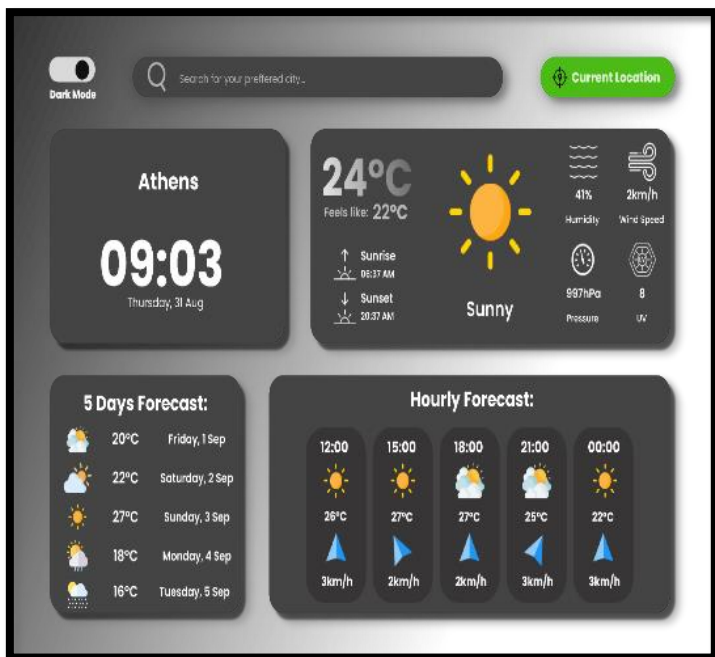 Dark Mode
Search for your preffered city...
Current Location
Athens
09:03
Thursday, 31 Aug
24°C
Feels like: 22°C
Sunrise
06:37 AM
Sunset
20:37 AM
Sunny
41%
Humidity
2km/h
Wind Speed
997hPa
Pressure
8
UV
5 Days Forecast:
20°C Friday, 1 Sep
22°C Saturday, 2 Sep
27°C Sunday, 3 Sep
18°C Monday, 4 Sep
16°C Tuesday, 5 Sep
Hourly Forecast:
12:00 15:00 18:00 21:00 00:00
26°C 27°C 27°C 25°C 22°C
3km/h 2km/h 2km/h 3km/h 3km/h